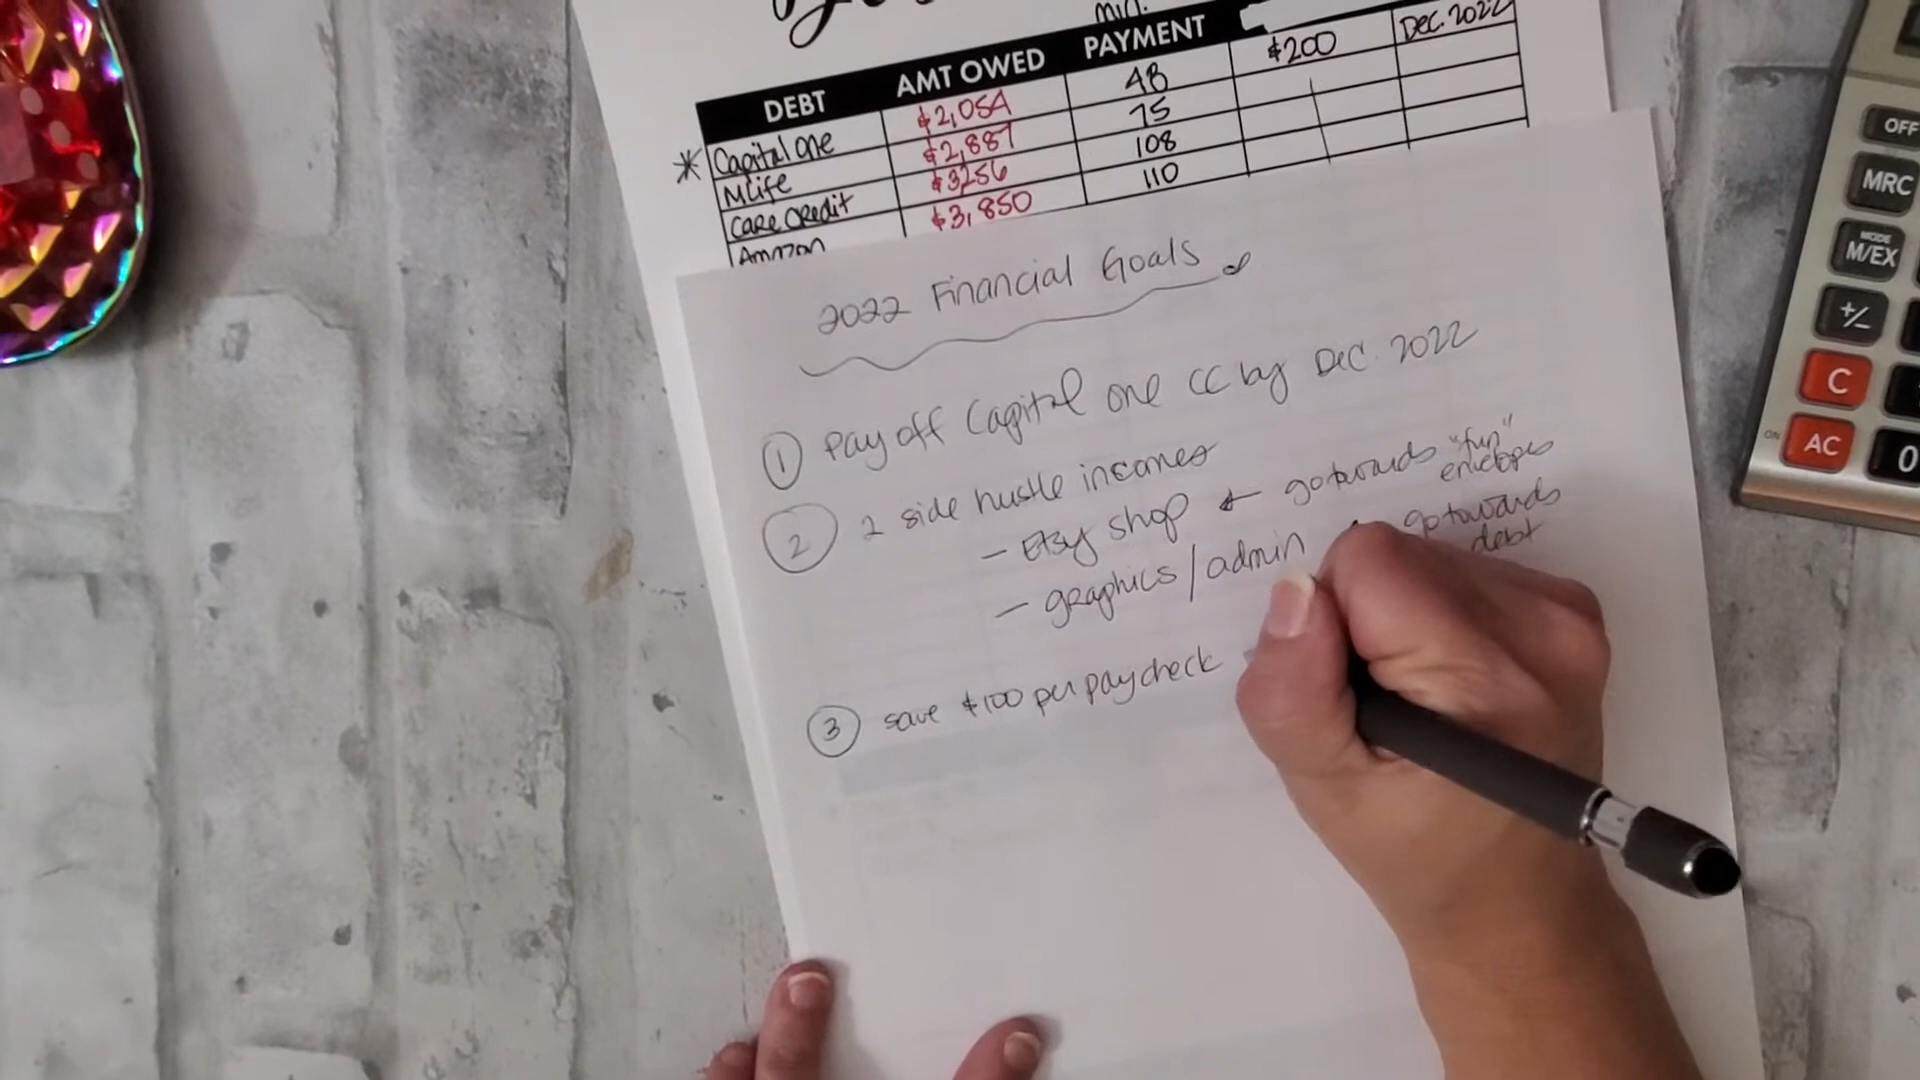 min.
DEBT AMT OWED PAYMENT
Capital One $2,054 48 $200 Dec. 2022
* Mlife $2,887 75
Care Credit $3256 108
Amazon $3,850 110
2022 Financial Goals
1 Pay off Capital One CC by Dec. 2022
2 2 side hustle incomes
- Etsy shop ← go towards "fun"
envelopes
- graphics/admin go towards
debt
3 save $100 per paycheck
OFF
MRC
MODE
M/EX
+/-
C
ON AC 0